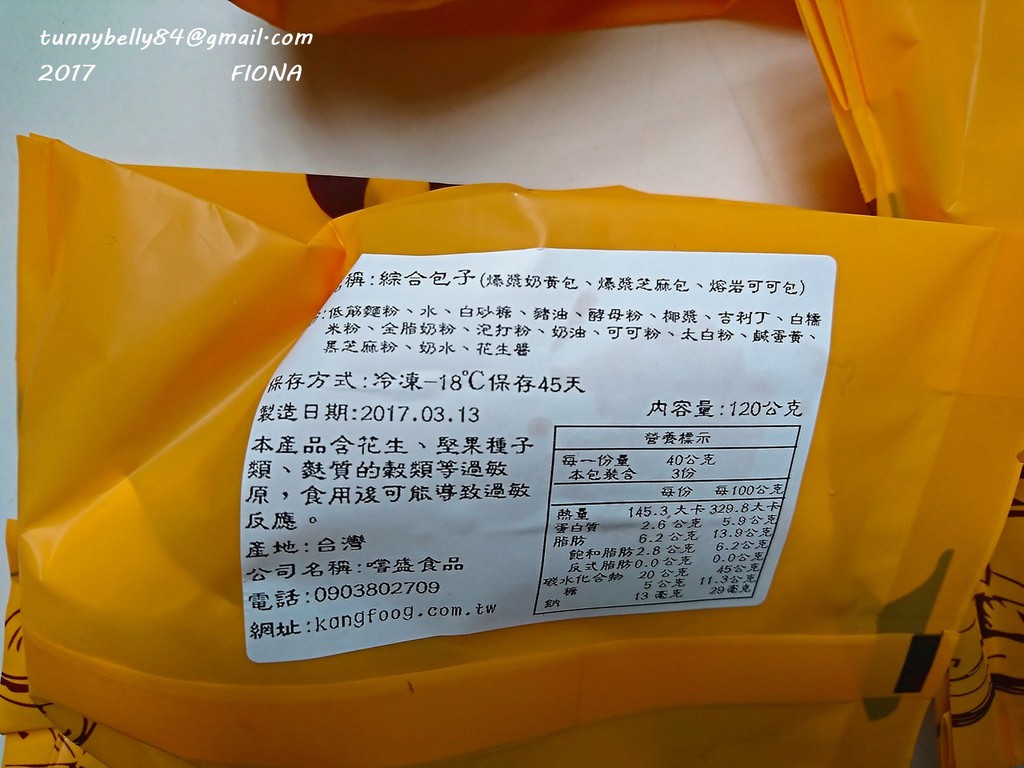 tunnybelly84@gmail.com
2017 FIONA
稱:綜合包子(爆漿奶黃包、爆漿芝麻包、熔岩可可包)
:低筋麵粉、水、白砂糖、豬油、酵母粉、椰漿、吉利丁、白糯
米粉、全脂奶粉、泡打粉、奶油、可可粉、太白粉、鹹蛋黃、
黑芝麻粉、奶水、花生醬
保存方式:冷凍-18℃保存45天
製造日期:2017.03.13
內容量:120公克
本產品含花生、堅果種子
類、麩質的穀類等過敏
原，食用後可能導致過敏
反應。
產地:台灣
公司名稱:嚐盛食品
電話:0903802709
網址:kangfoog.com.tw
營養標示
每一份量 40公克
本包裝含 3份
每份 每100公克
熱量 145.3大卡 329.8大卡
蛋白質 2.6公克 5.9公克
脂肪 6.2公克 13.9公克
飽和脂肪 2.8公克 6.2公克
反式脂肪 0.0公克 0.0公克
碳水化合物 20公克 45公克
糖 5公克 11.3公克
鈉 13毫克 29毫克